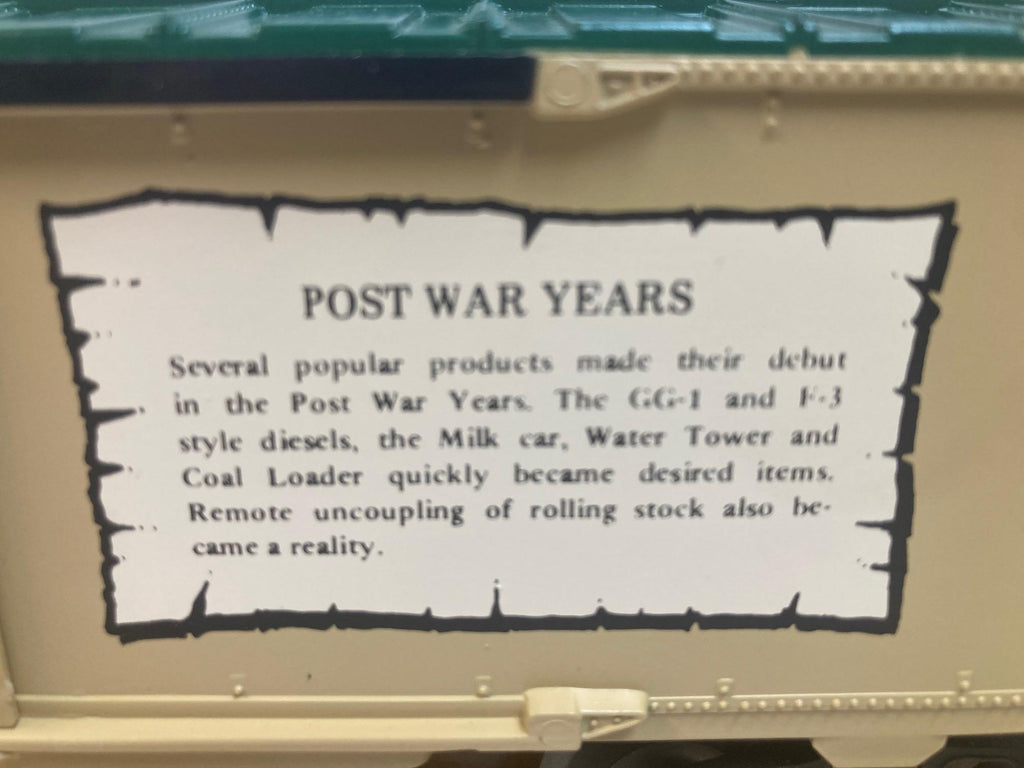 POST WAR YEARS
Several popular products made their debut
in the Post War Years. The GG-1 and F-3
style diesels, the Milk car, Water Tower and
Coal Loader quickly became desired items.
Remote uncoupling of rolling stock also be-
came a reality.